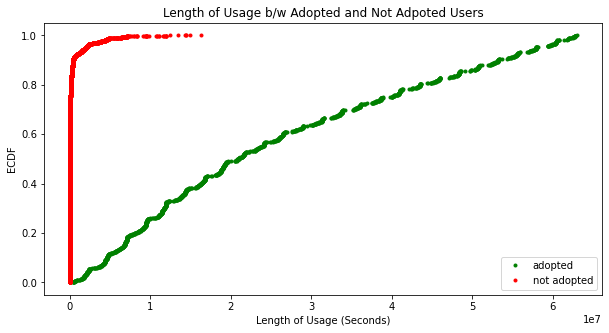 Length of Usage b/w Adopted and Not Adpoted Users
ECDF
1.0
0.8
0.6
0.4
0.2
0.0
0 1 2 3 4 5 6
1e7
Length of Usage (Seconds)
adopted
not adopted